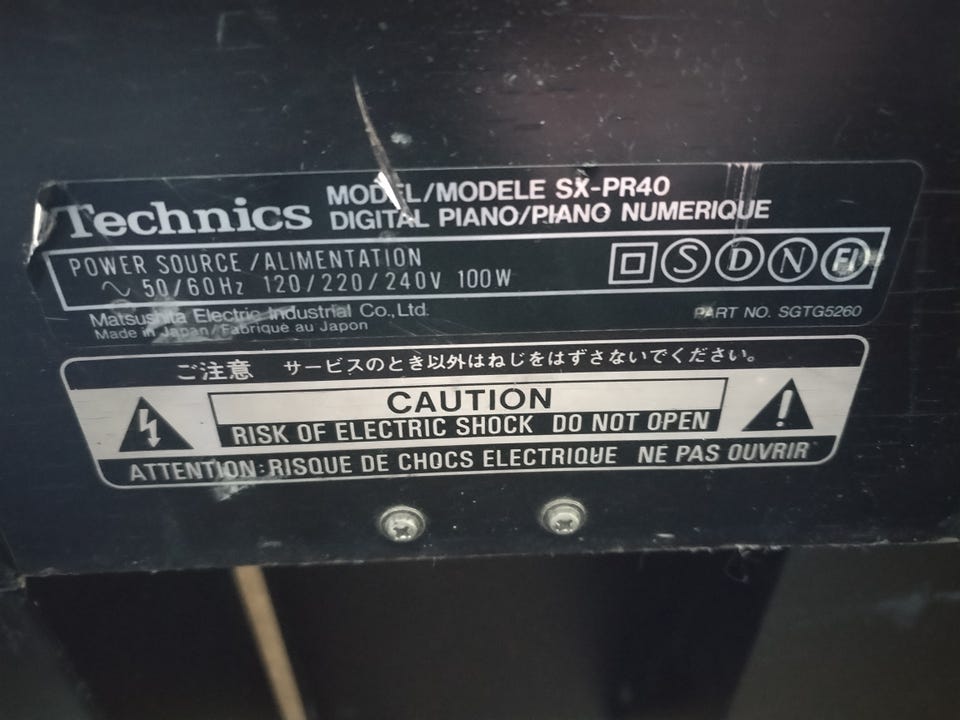 Technics
MODEL/MODELE SX-PR40
DIGITAL PIANO/PIANO NUMERIQUE
POWER SOURCE/ALIMENTATION
～ 50/60Hz 120/220/240V 100W
S D N FI
Matsushita Electric Industrial Co.,Ltd.
Made in Japan/Fabriqué au Japon
PART NO. SGTG5260
ご注意 サービスのとき以外はねじをはずさないでください。
CAUTION
RISK OF ELECTRIC SHOCK DO NOT OPEN
ATTENTION:RISQUE DE CHOCS ELECTRIQUE NE PAS OUVRIR